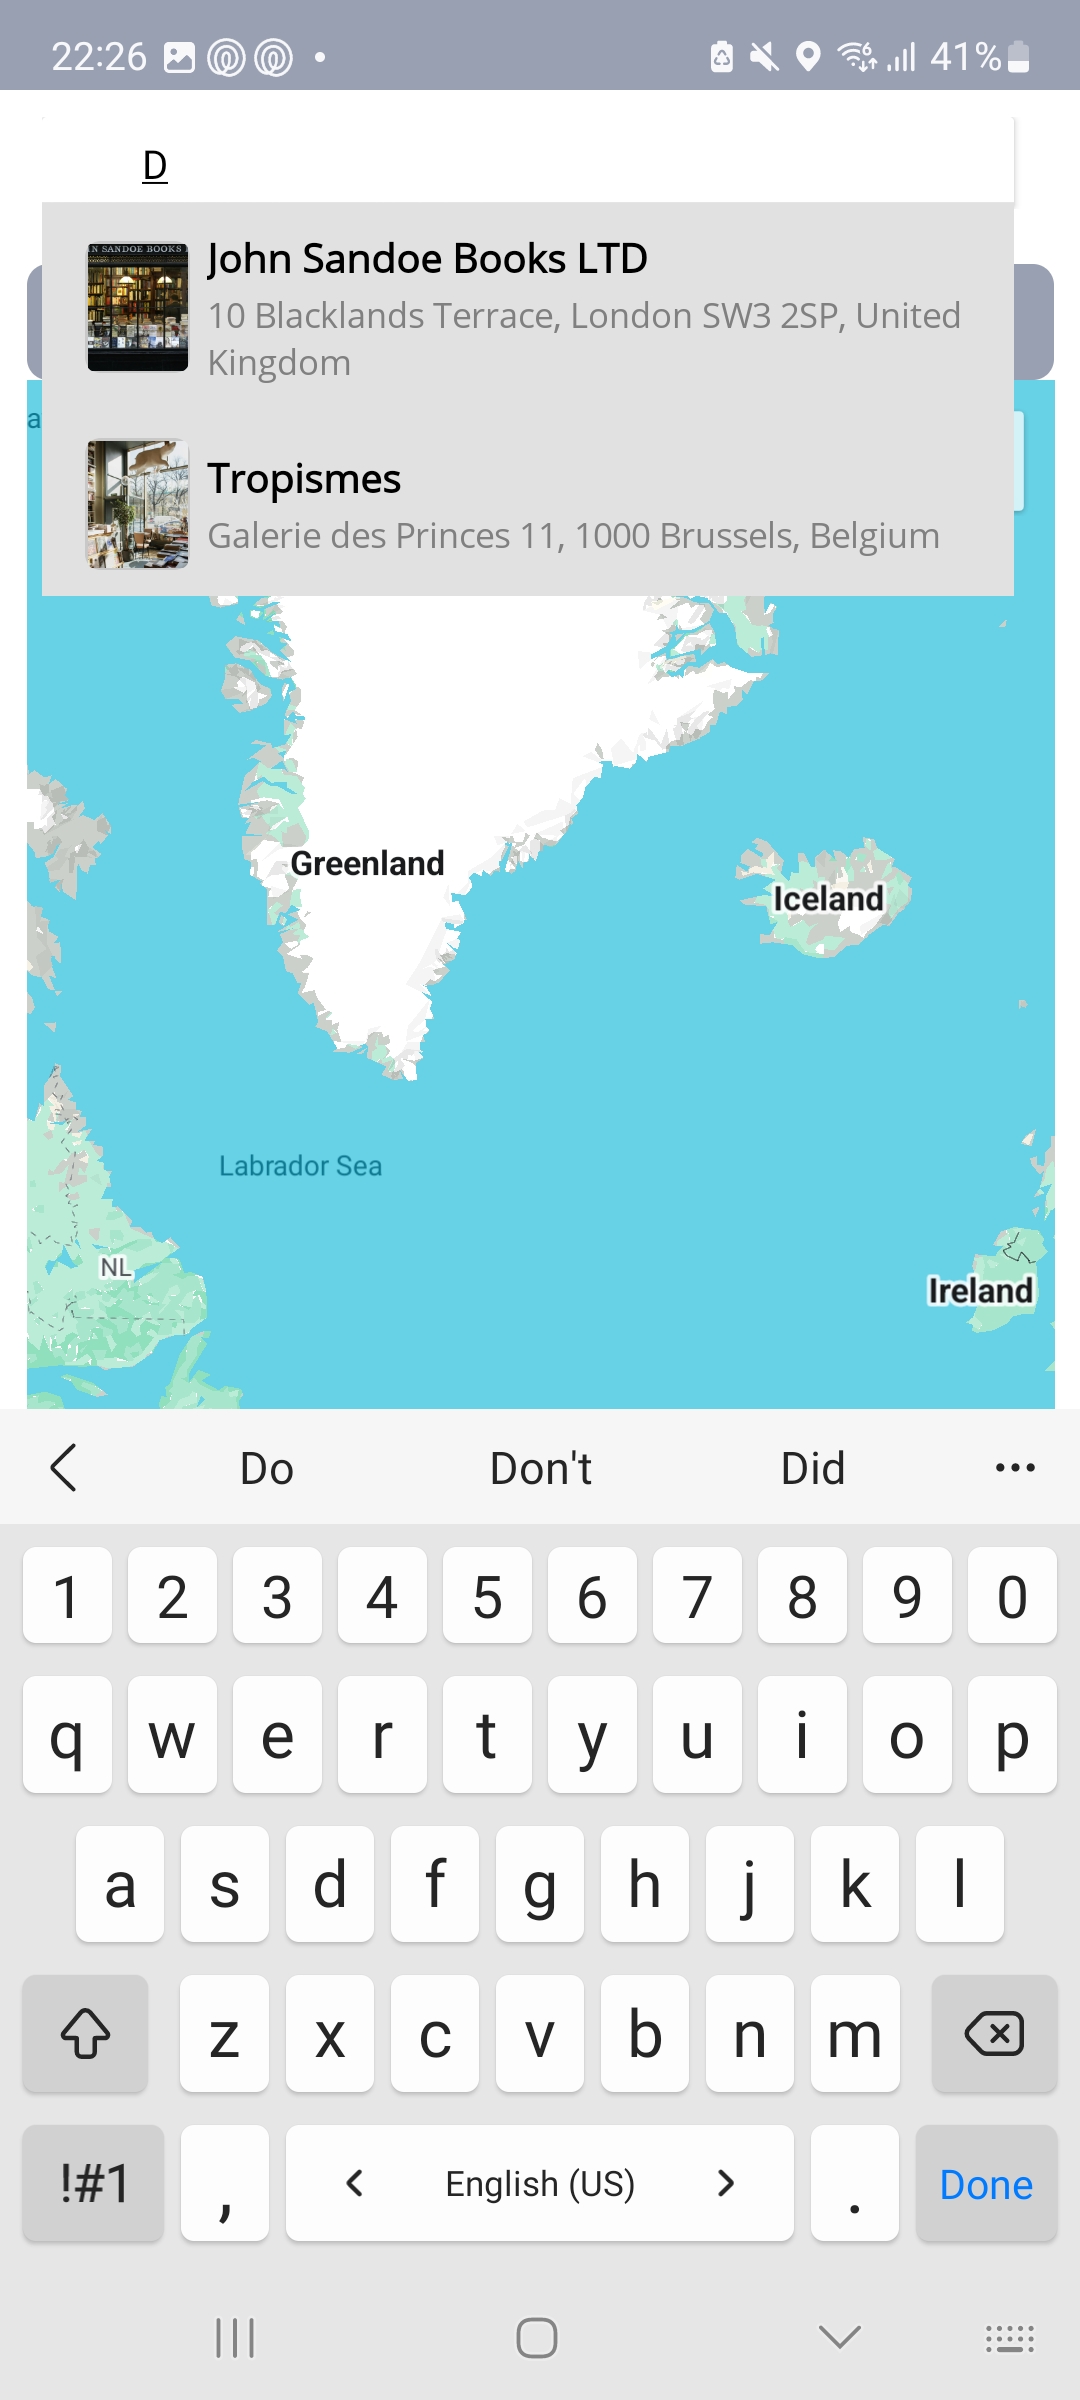 22:26
41%
D
N SANDOE BOOKS
John Sandoe Books LTD
10 Blacklands Terrace, London SW3 2SP, United
Kingdom
a
Tropismes
Galerie des Princes 11, 1000 Brussels, Belgium
Greenland
Iceland
Labrador Sea
NL
Ireland
Do Don't Did
1 2 3 4 5 6 7 8 9 0
q w e r t y u i o p
a s d f g h j k l
z x c v b n m
!#1 , English (US) . Done